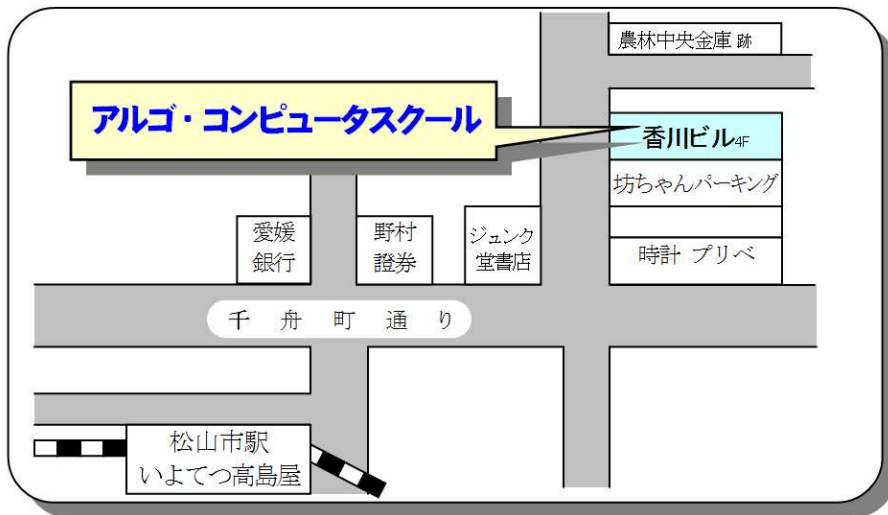 農林中央金庫 跡
アルゴ・コンピュータスクール
香川ビル4F
坊ちゃんパーキング
愛媛
銀行
野村
證券
ジュンク
堂書店
時計 プリベ
千舟町通り
松山市駅
いよてつ高島屋